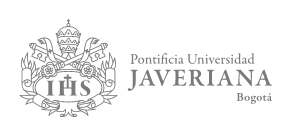 IHS
Pontificia Universidad
JAVERIANA
Bogotá